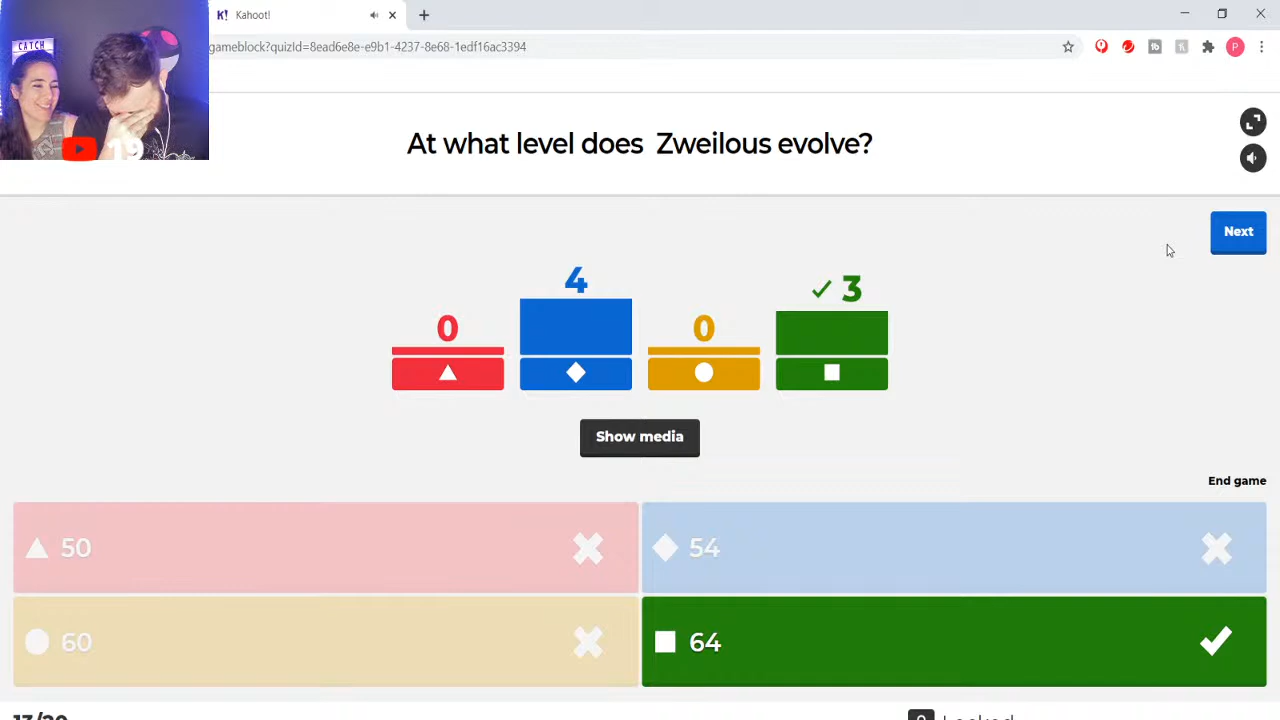 K! Kahoot!
gameblock?quizId=8ead6e8e-e9b1-4237-8e68-1edf16ac3394
P
CATCH
19
At what level does Zweilous evolve?
Next
0
4
0
3
Show media
End game
50
54
60
64